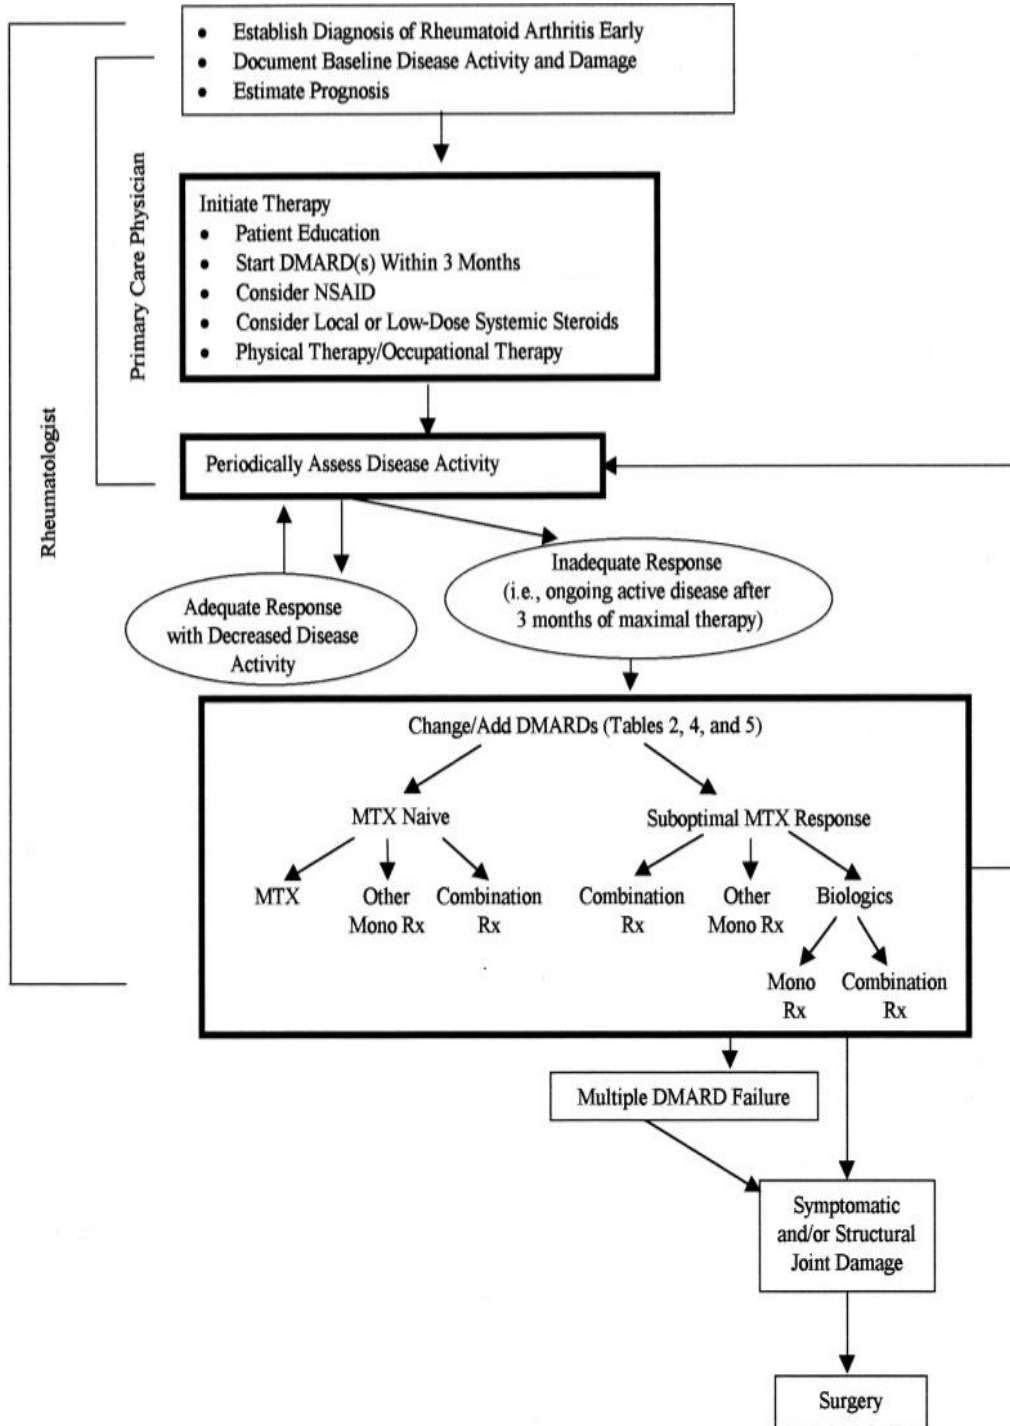 • Establish Diagnosis of Rheumatoid Arthritis Early
• Document Baseline Disease Activity and Damage
• Estimate Prognosis
Primary Care Physician
Rheumatologist
Initiate Therapy
• Patient Education
• Start DMARD(s) Within 3 Months
• Consider NSAID
• Consider Local or Low-Dose Systemic Steroids
• Physical Therapy/Occupational Therapy
Periodically Assess Disease Activity
Adequate Response
with Decreased Disease
Activity
Inadequate Response
(i.e., ongoing active disease after
3 months of maximal therapy)
Change/Add DMARDs (Tables 2, 4, and 5)
MTX Naive
Suboptimal MTX Response
MTX
Other
Mono Rx
Combination
Rx
Combination
Rx
Other
Mono Rx
Biologics
Mono
Rx
Combination
Rx
Multiple DMARD Failure
Symptomatic
and/or Structural
Joint Damage
Surgery